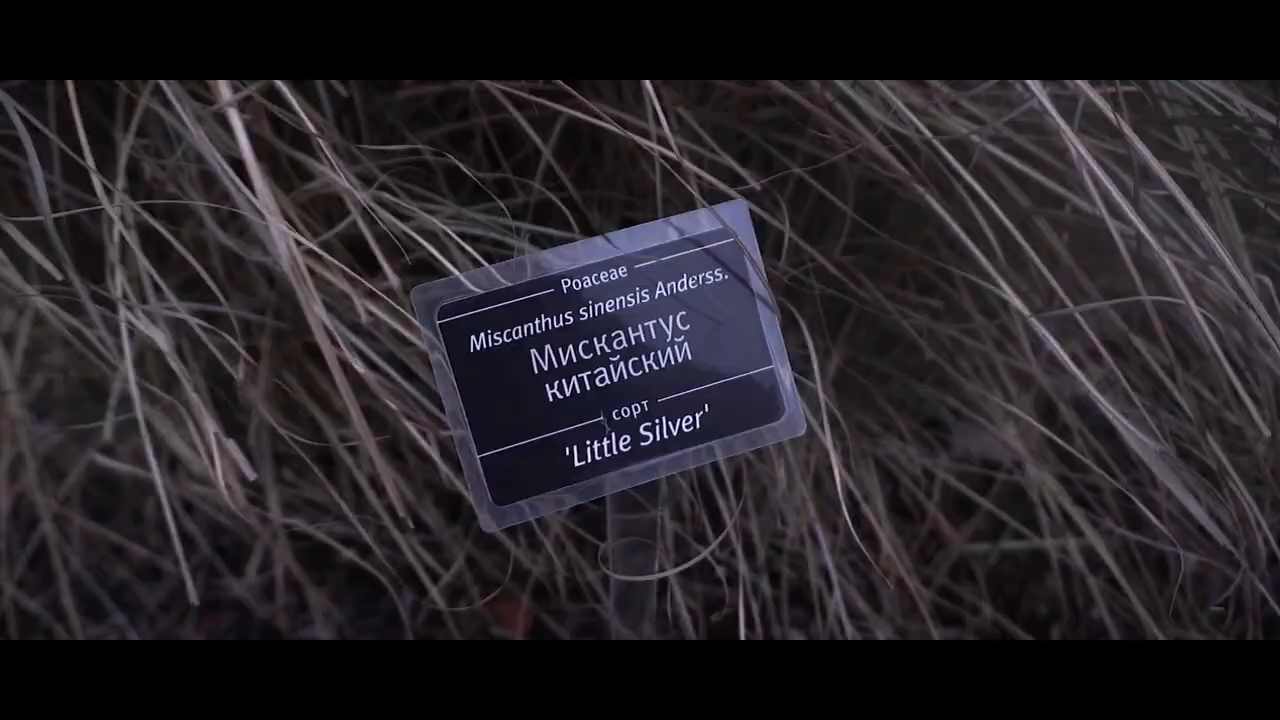 Poaceae
Miscanthus sinensis Anderss.
Мискантус
китайский
сорт
'Little Silver'